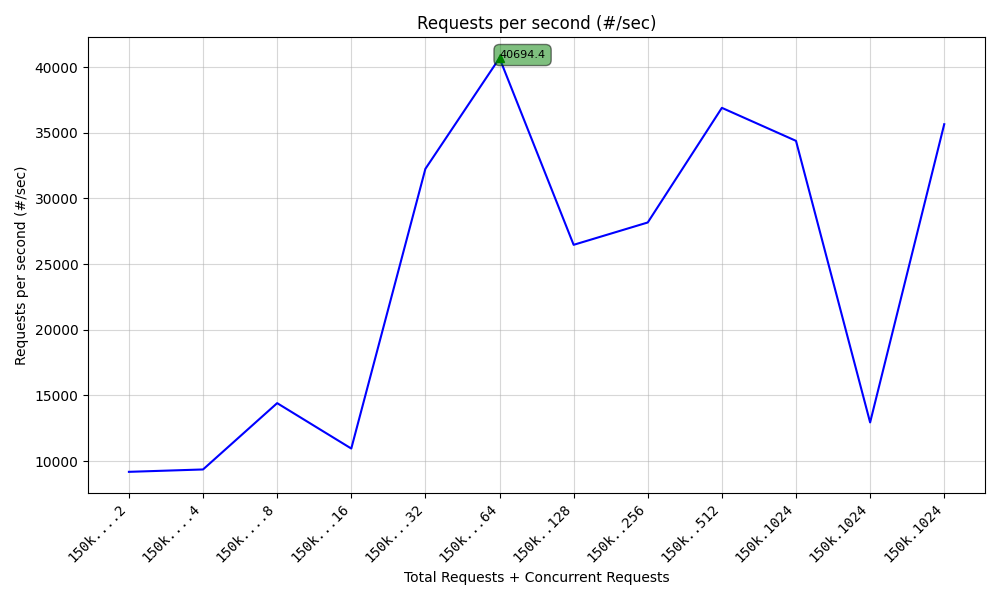 Requests per second (#/sec)
40694.4
40000
35000
30000
25000
20000
15000
10000
Requests per second (#/sec)
150k....2
150k....4
150k....8
150k...16
150k...32
150k...64
150k..128
150k..256
150k..512
150k.1024
150k.1024
150k.1024
Total Requests + Concurrent Requests